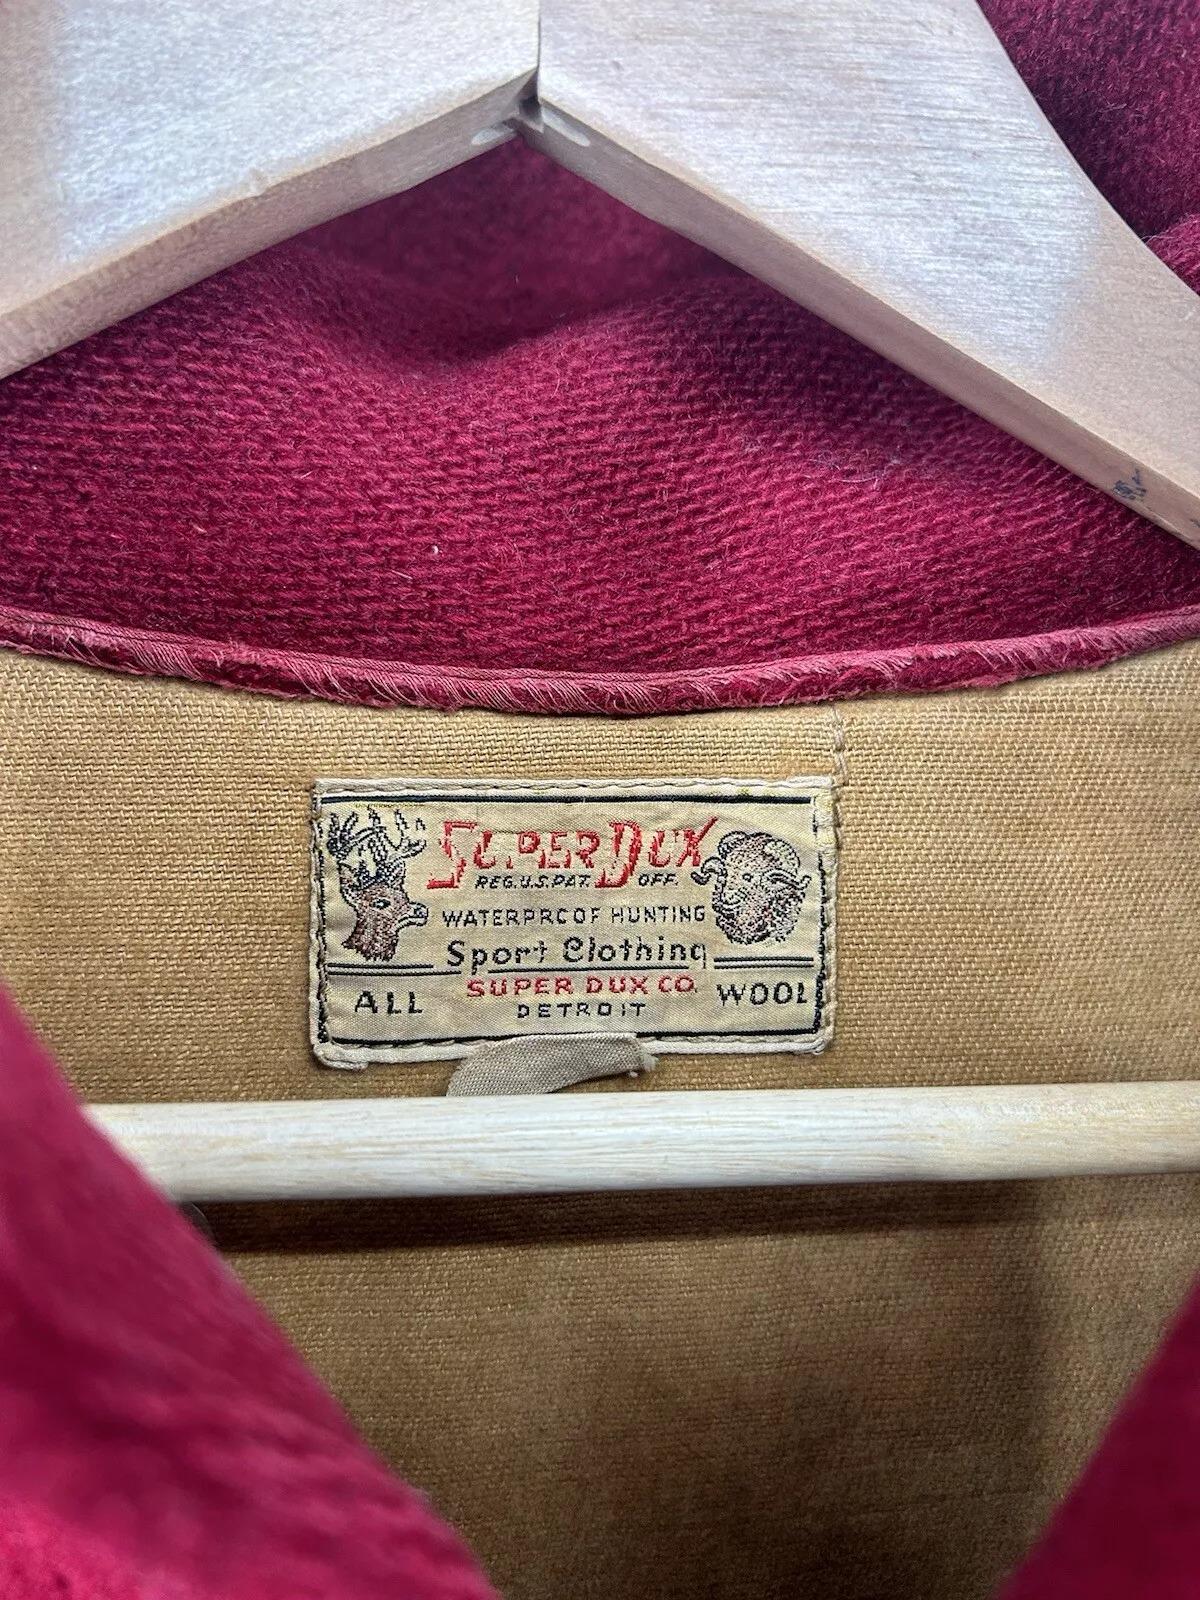 SUPER DUX
REG. U.S. PAT. OFF.
WATERPROOF HUNTING
Sport Clothing
ALL SUPER DUX CO. WOOL
DETROIT